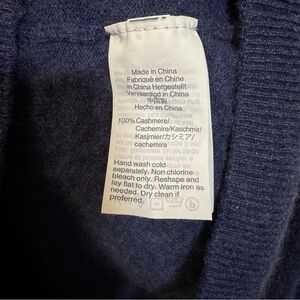 Made in China
Fabriqué en Chine
in China Hergestellt
Vervaardigd in China
中国製
Hecho en China
100% Cashmere/
Cachemire/Kaschmir/
Kasjmier/カシミア/
cachemira
Hand wash cold
separately. Non chlorine
bleach only. Reshape and
lay flat to dry. Warm iron as
needed. Dry clean if
preferred.